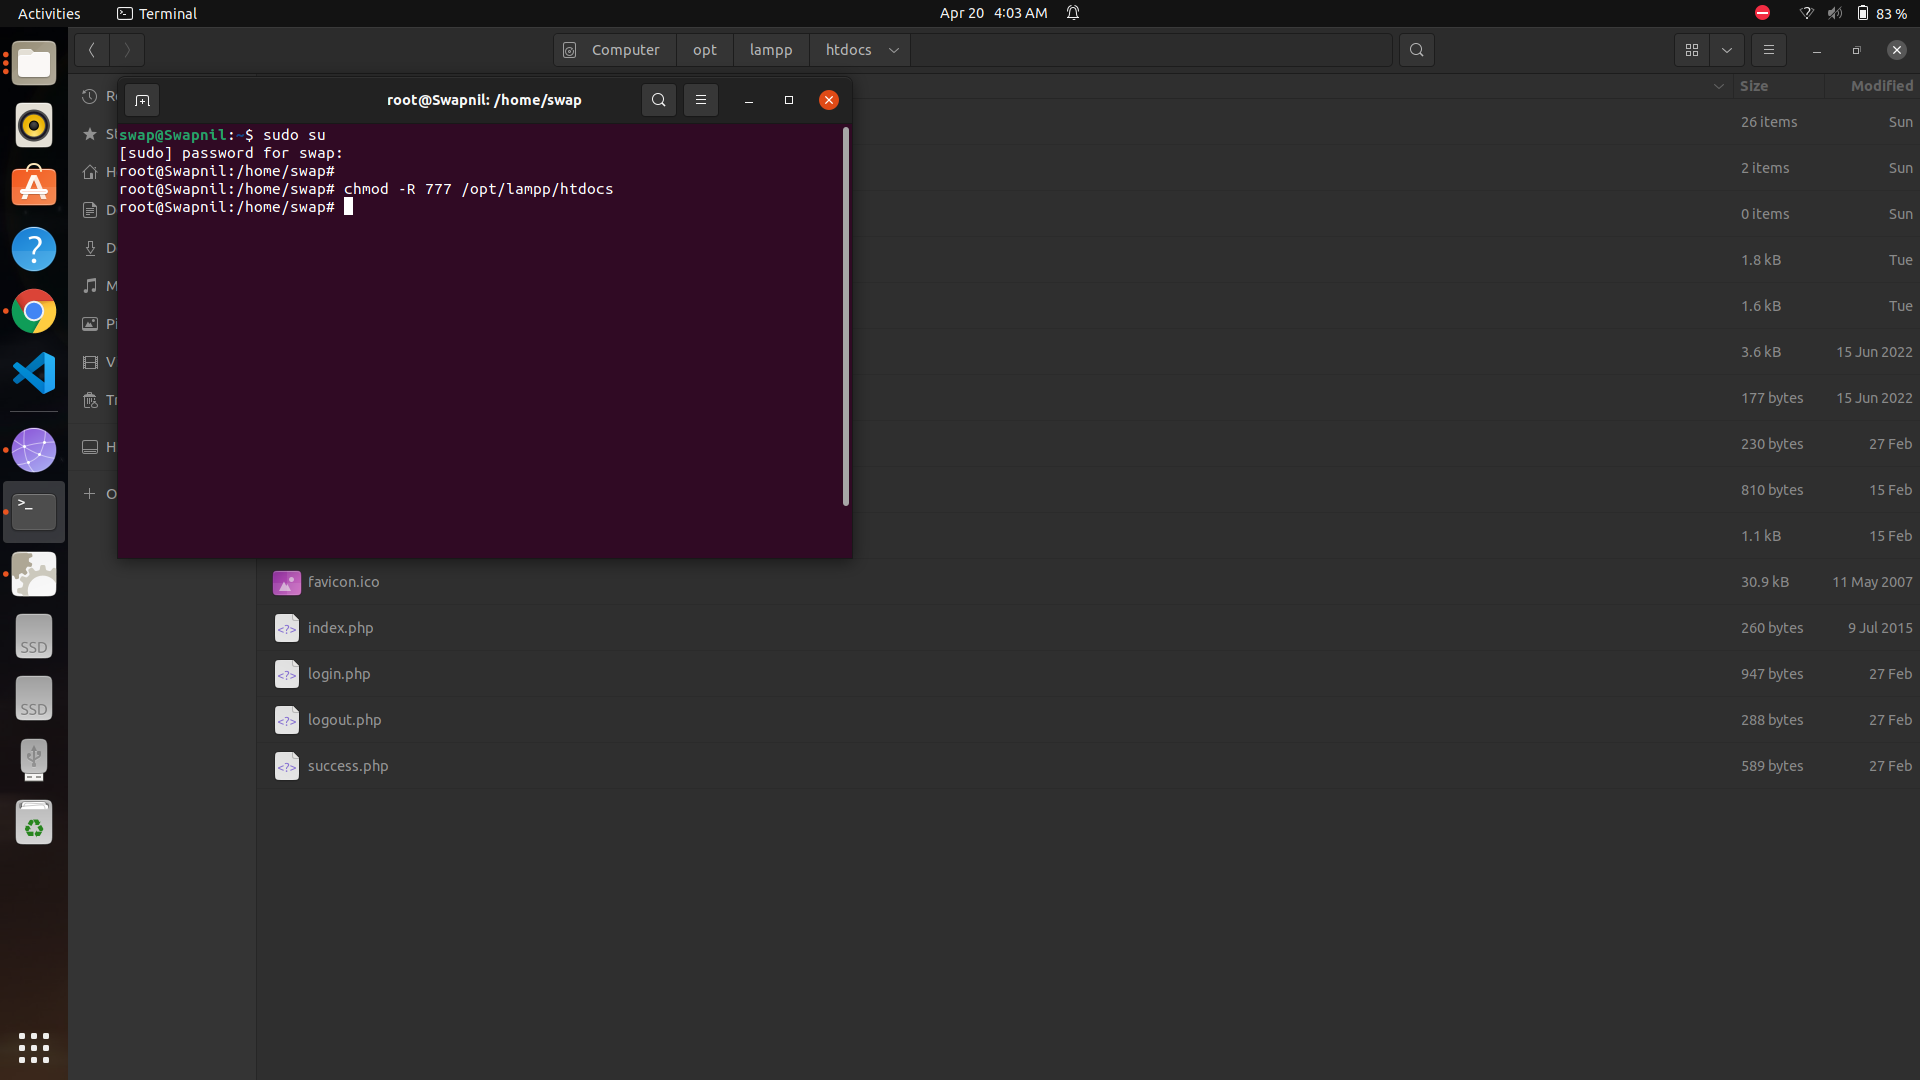 Activities
Terminal
Apr 20 4:03 AM
83 %
Computer
opt
lampp
htdocs
root@Swapnil: /home/swap
swap@Swapnil:~$ sudo su
[sudo] password for swap:
root@Swapnil:/home/swap#
root@Swapnil:/home/swap# chmod -R 777 /opt/lampp/htdocs
root@Swapnil:/home/swap#
Size
Modified
26 items
Sun
2 items
Sun
0 items
Sun
1.8 kB
Tue
1.6 kB
Tue
3.6 kB
15 Jun 2022
177 bytes
15 Jun 2022
230 bytes
27 Feb
810 bytes
15 Feb
1.1 kB
15 Feb
favicon.ico
30.9 kB
11 May 2007
index.php
260 bytes
9 Jul 2015
login.php
947 bytes
27 Feb
logout.php
288 bytes
27 Feb
success.php
589 bytes
27 Feb
SSD
SSD